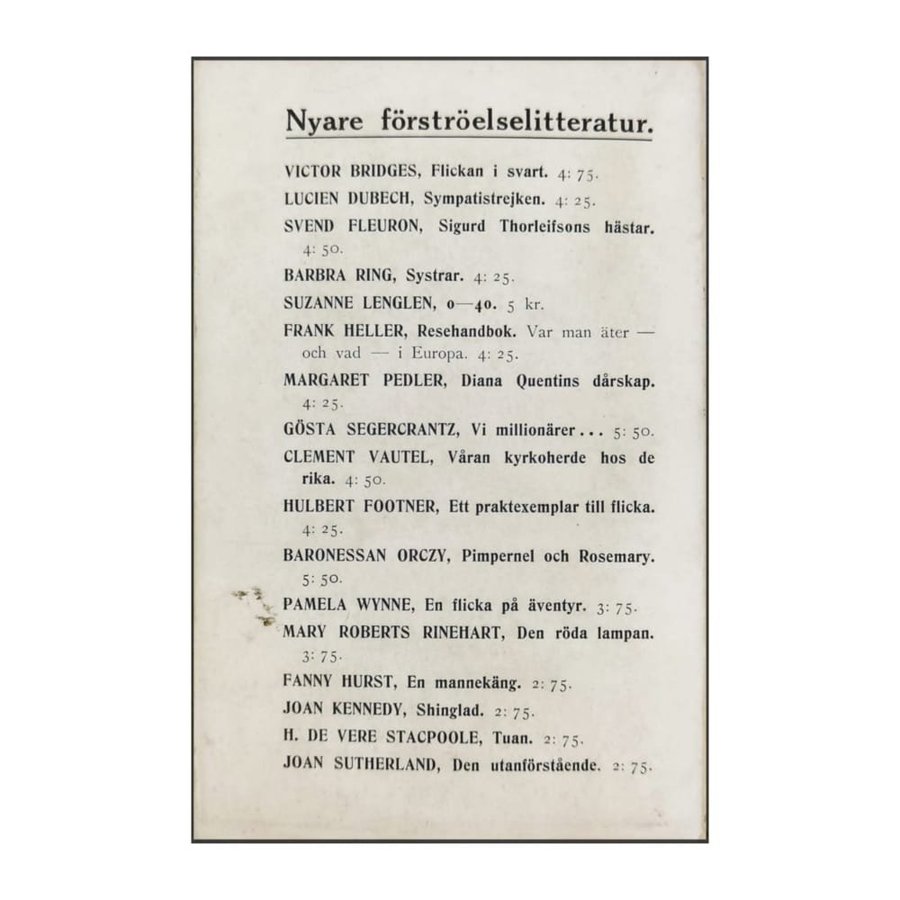 Nyare förströelselitteratur.
VICTOR BRIDGES, Flickan i svart. 4: 75.
LUCIEN DUBECH, Sympatistrejken. 4: 25.
SVEND FLEURON, Sigurd Thorleifsons hästar.
4: 50.
BARBRA RING, Systrar. 4: 25.
SUZANNE LENGLEN, 0—40. 5 kr.
FRANK HELLER, Resehandbok. Var man äter —
och vad — i Europa. 4: 25.
MARGARET PEDLER, Diana Quentins dårskap.
4: 25.
GÖSTA SEGERCRANTZ, Vi millionärer... 5: 50.
CLEMENT VAUTEL, Våran kyrkoherde hos de
rika. 4: 50.
HULBERT FOOTNER, Ett praktexemplar till flicka.
4: 25.
BARONESSAN ORCZY, Pimpernel och Rosemary.
5: 50.
PAMELA WYNNE, En flicka på äventyr. 3: 75.
MARY ROBERTS RINEHART, Den röda lampan.
3: 75.
FANNY HURST, En mannekäng. 2: 75.
JOAN KENNEDY, Shinglad. 2: 75.
H. DE VERE STACPOOLE, Tuan. 2: 75.
JOAN SUTHERLAND, Den utanförstående. 2: 75.